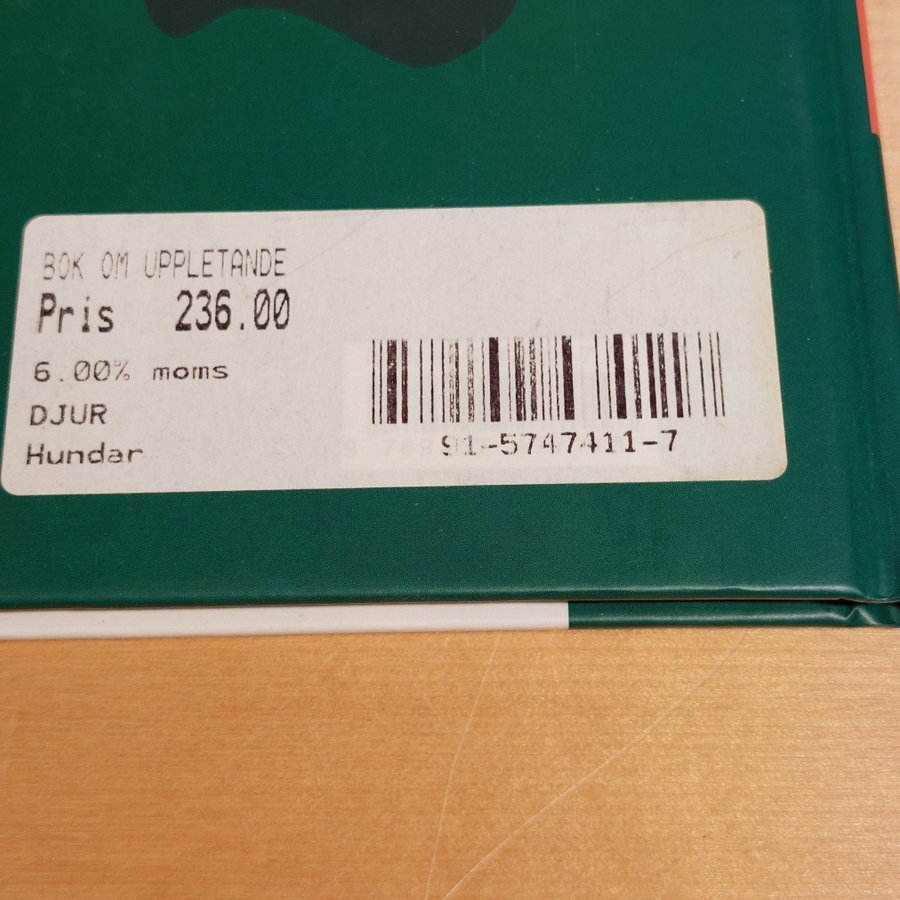 BOK OM UPPLETANDE
Pris 236.00
6.00% moms
DJUR
Hundar
91-5747411-7